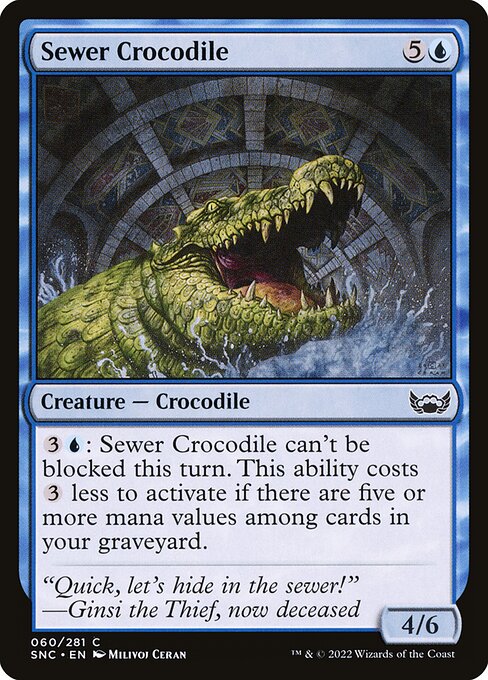 Sewer Crocodile 5
Creature — Crocodile
3: Sewer Crocodile can't be
blocked this turn. This ability costs
3 less to activate if there are five or
more mana values among cards in
your graveyard.
"Quick, let's hide in the sewer!"
—Ginsi the Thief, now deceased
4/6
060/281 C
SNC • EN Milivoj Ceran
™ & © 2022 Wizards of the Coast